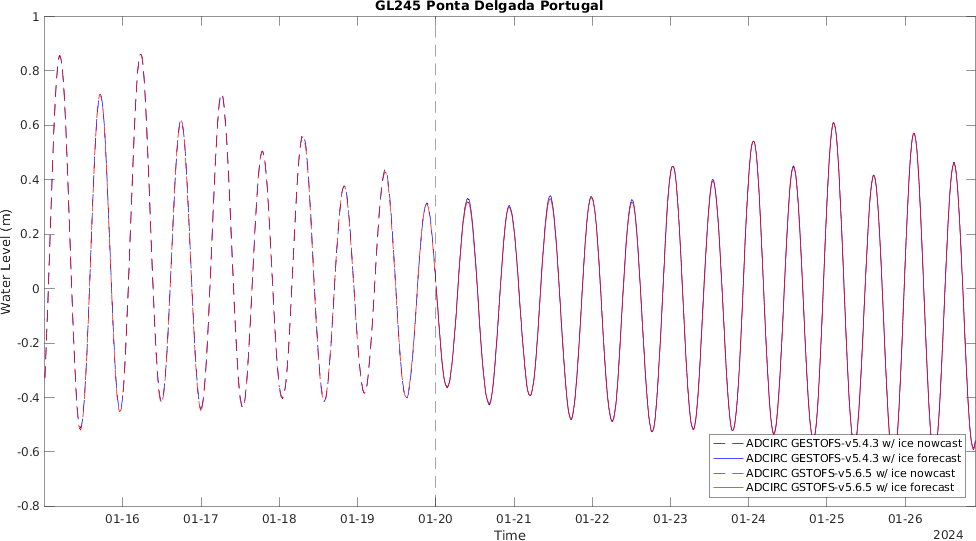 GL245 Ponta Delgada Portugal
1
0.8
0.6
0.4
0.2
0
-0.2
-0.4
-0.6
-0.8
Water Level (m)
01-16 01-17 01-18 01-19 01-20 01-21 01-22 01-23 01-24 01-25 01-26
Time
2024
ADCIRC GESTOFS-v5.4.3 w/ ice nowcast
ADCIRC GESTOFS-v5.4.3 w/ ice forecast
ADCIRC GSTOFS-v5.6.5 w/ ice nowcast
ADCIRC GSTOFS-v5.6.5 w/ ice forecast